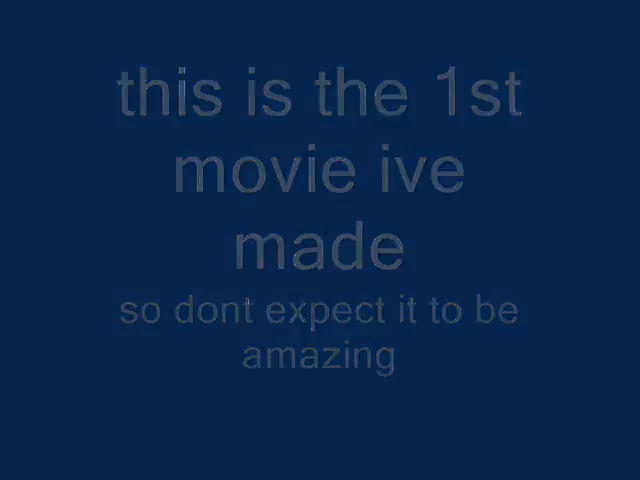 this is the 1st
movie ive
made
so dont expect it to be
amazing